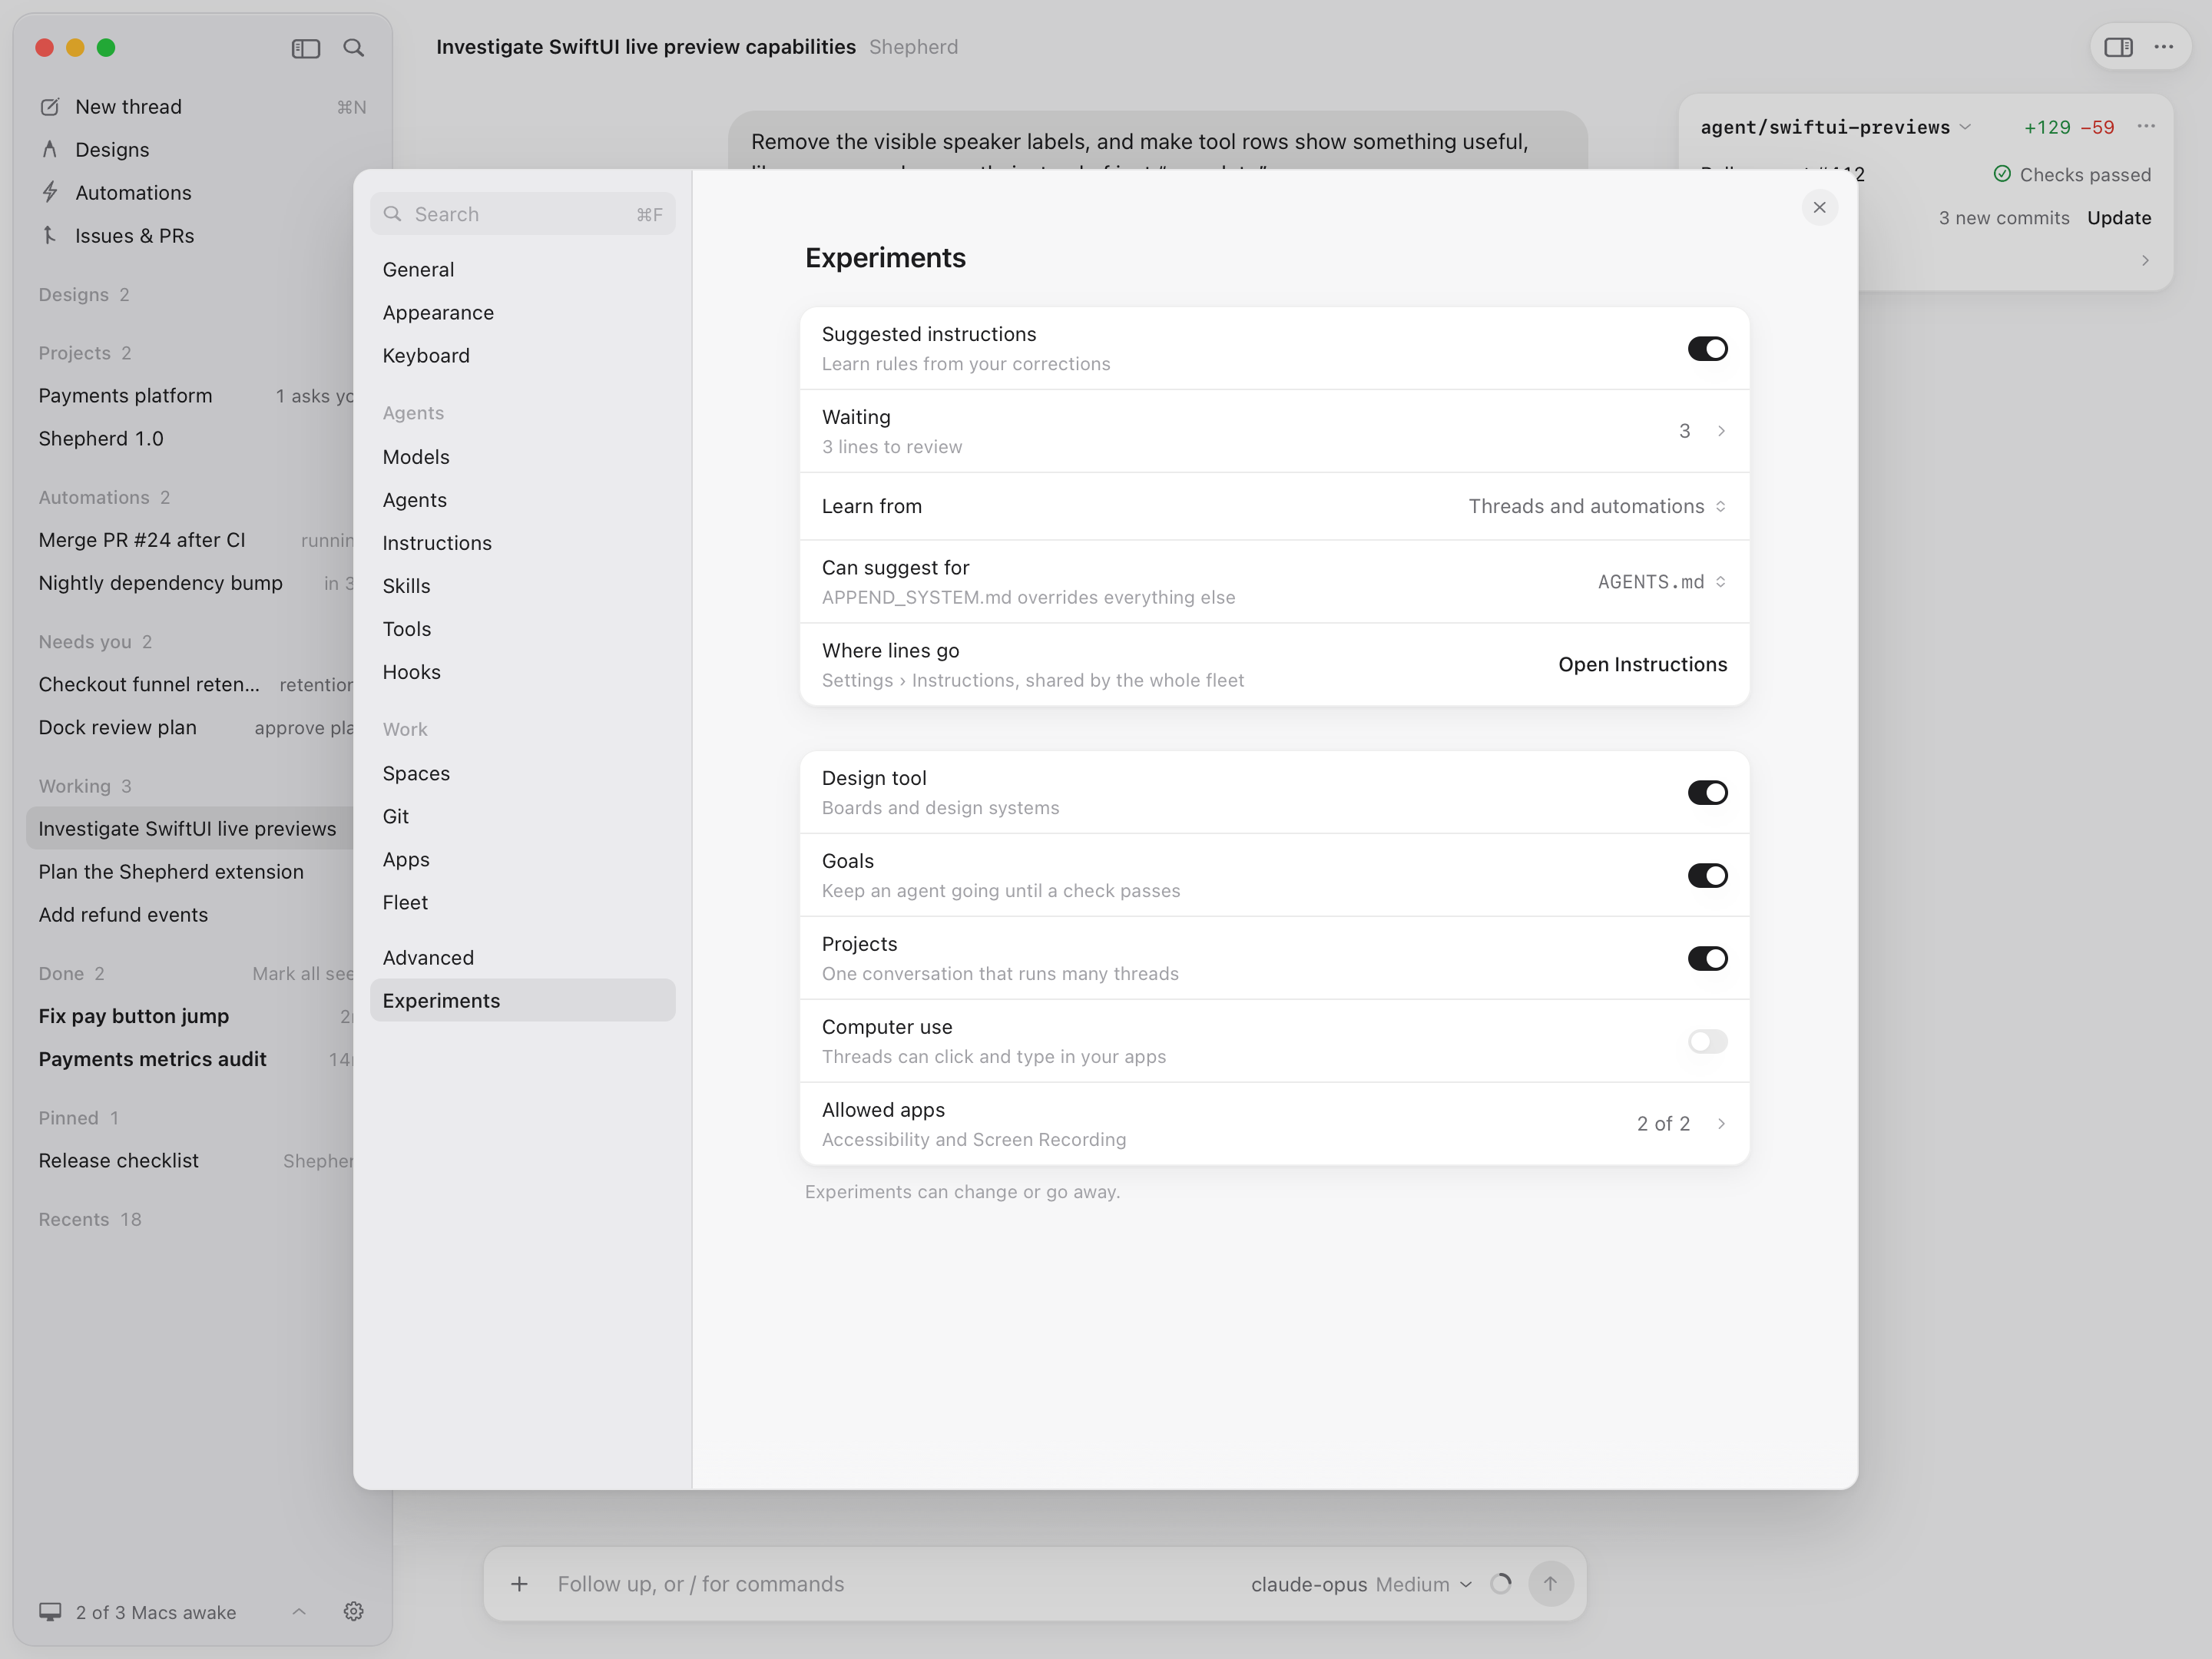 Investigate SwiftUI live preview capabilities Shepherd
New thread ⌘N
Designs
Automations
Issues & PRs
Designs 2
Projects 2
Payments platform 1 asks
Shepherd 1.0
Automations 2
Merge PR #24 after CI
Nightly dependency bump in
Needs you 2
Checkout funnel reten...
Dock review plan approve
Working 3
Investigate SwiftUI live previews
Plan the Shepherd extension
Add refund events
Done 2 Mark all
Fix pay button jump
Payments metrics audit
Pinned 1
Release checklist
Recents 18
2 of 3 Macs awake
Remove the visible speaker labels, and make tool rows show something useful,
agent/swiftui-previews +129 −59
Checks passed
3 new commits Update
Search ⌘F
General
Appearance
Keyboard
Agents
Models
Agents
Instructions
Skills
Tools
Hooks
Work
Spaces
Git
Apps
Fleet
Advanced
Experiments
Experiments
Suggested instructions
Learn rules from your corrections
Waiting
3 lines to review
3
Learn from
Threads and automations
Can suggest for
APPEND_SYSTEM.md overrides everything else
AGENTS.md
Where lines go
Settings › Instructions, shared by the whole fleet
Open Instructions
Design tool
Boards and design systems
Goals
Keep an agent going until a check passes
Projects
One conversation that runs many threads
Computer use
Threads can click and type in your apps
Allowed apps
Accessibility and Screen Recording
2 of 2
Experiments can change or go away.
Follow up, or / for commands
claude-opus Medium